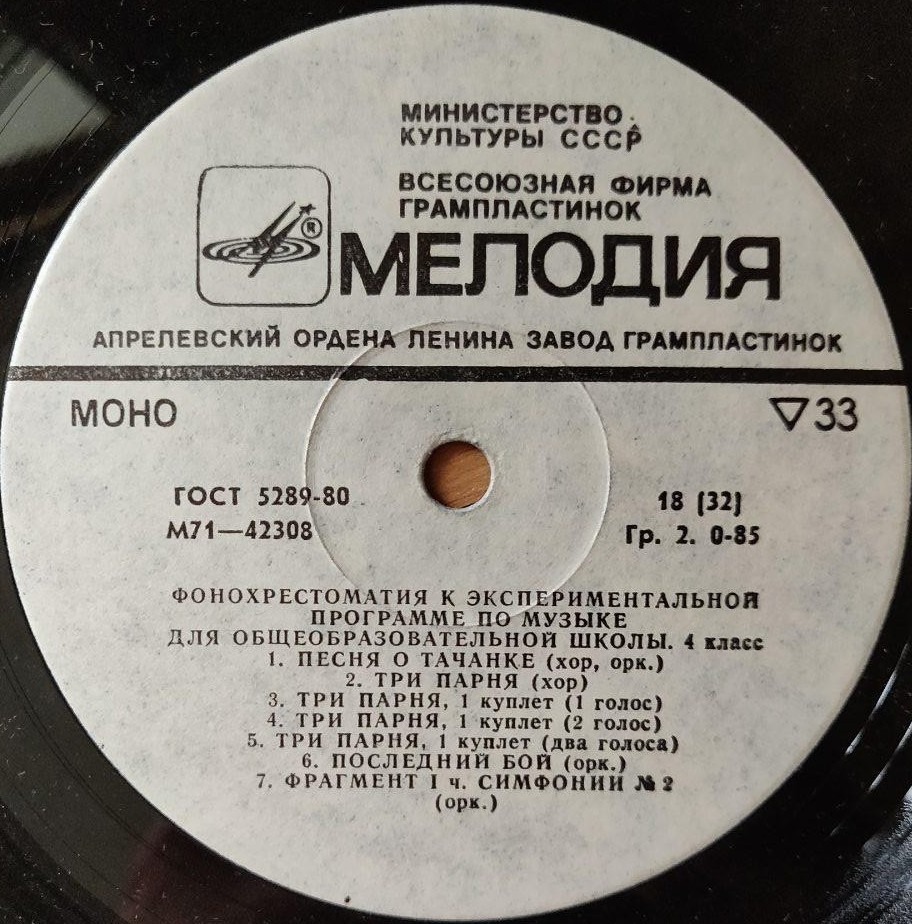 МИНИСТЕРСТВО
КУЛЬТУРЫ СССР
ВСЕСОЮЗНАЯ ФИРМА
ГРАМПЛАСТИНОК
®
МЕЛОДИЯ
АПРЕЛЕВСКИЙ ОРДЕНА ЛЕНИНА ЗАВОД ГРАМПЛАСТИНОК
МОНО ▽33
ГОСТ 5289-80 18 (32)
М71—42308 Гр. 2. 0-85
ФОНОХРЕСТОМАТИЯ К ЭКСПЕРИМЕНТАЛЬНОЙ
ПРОГРАММЕ ПО МУЗЫКЕ
ДЛЯ ОБЩЕОБРАЗОВАТЕЛЬНОЙ ШКОЛЫ. 4 класс
1. ПЕСНЯ О ТАЧАНКЕ (хор, орк.)
2. ТРИ ПАРНЯ (хор)
3. ТРИ ПАРНЯ, 1 куплет (1 голос)
4. ТРИ ПАРНЯ, 1 куплет (2 голос)
5. ТРИ ПАРНЯ, 1 куплет (два голоса)
6. ПОСЛЕДНИЙ БОЙ (орк.)
7. ФРАГМЕНТ I ч. СИМФОНИИ № 2
(орк.)